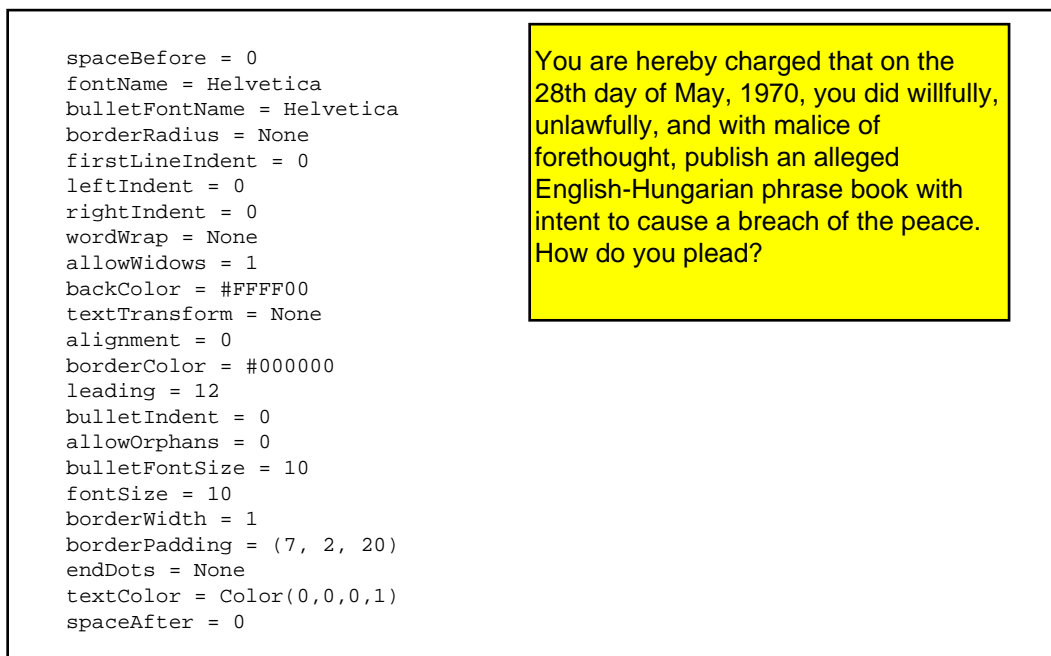 spaceBefore = 0
fontName = Helvetica
bulletFontName = Helvetica
borderRadius = None
firstLineIndent = 0
leftIndent = 0
rightIndent = 0
wordWrap = None
allowWidows = 1
backColor = #FFFF00
textTransform = None
alignment = 0
borderColor = #000000
leading = 12
bulletIndent = 0
allowOrphans = 0
bulletFontSize = 10
fontSize = 10
borderWidth = 1
borderPadding = (7, 2, 20)
endDots = None
textColor = Color(0,0,0,1)
spaceAfter = 0
You are hereby charged that on the
28th day of May, 1970, you did willfully,
unlawfully, and with malice of
forethought, publish an alleged
English-Hungarian phrase book with
intent to cause a breach of the peace.
How do you plead?